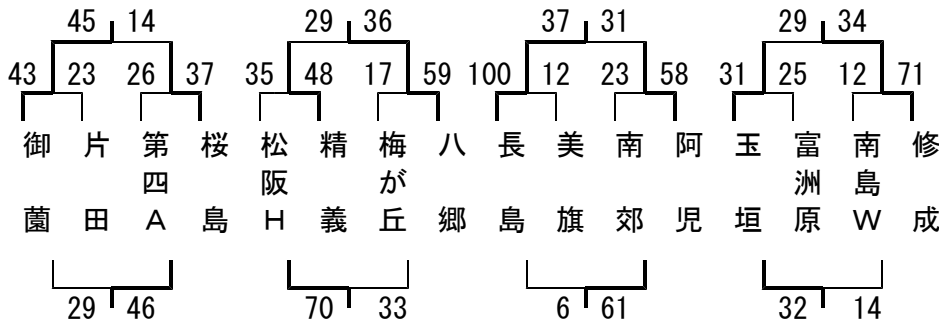 45 14 29 36 37 31 29 34
43 23 26 37 35 48 17 59 100 12 23 58 31 25 12 71
御薗 片田 第四A 桜島 松阪H 精義 梅が丘 八郷 長島 美旗 南郊 阿児 玉垣 富洲原 南島W 修成
29 46 70 33 6 61 32 14